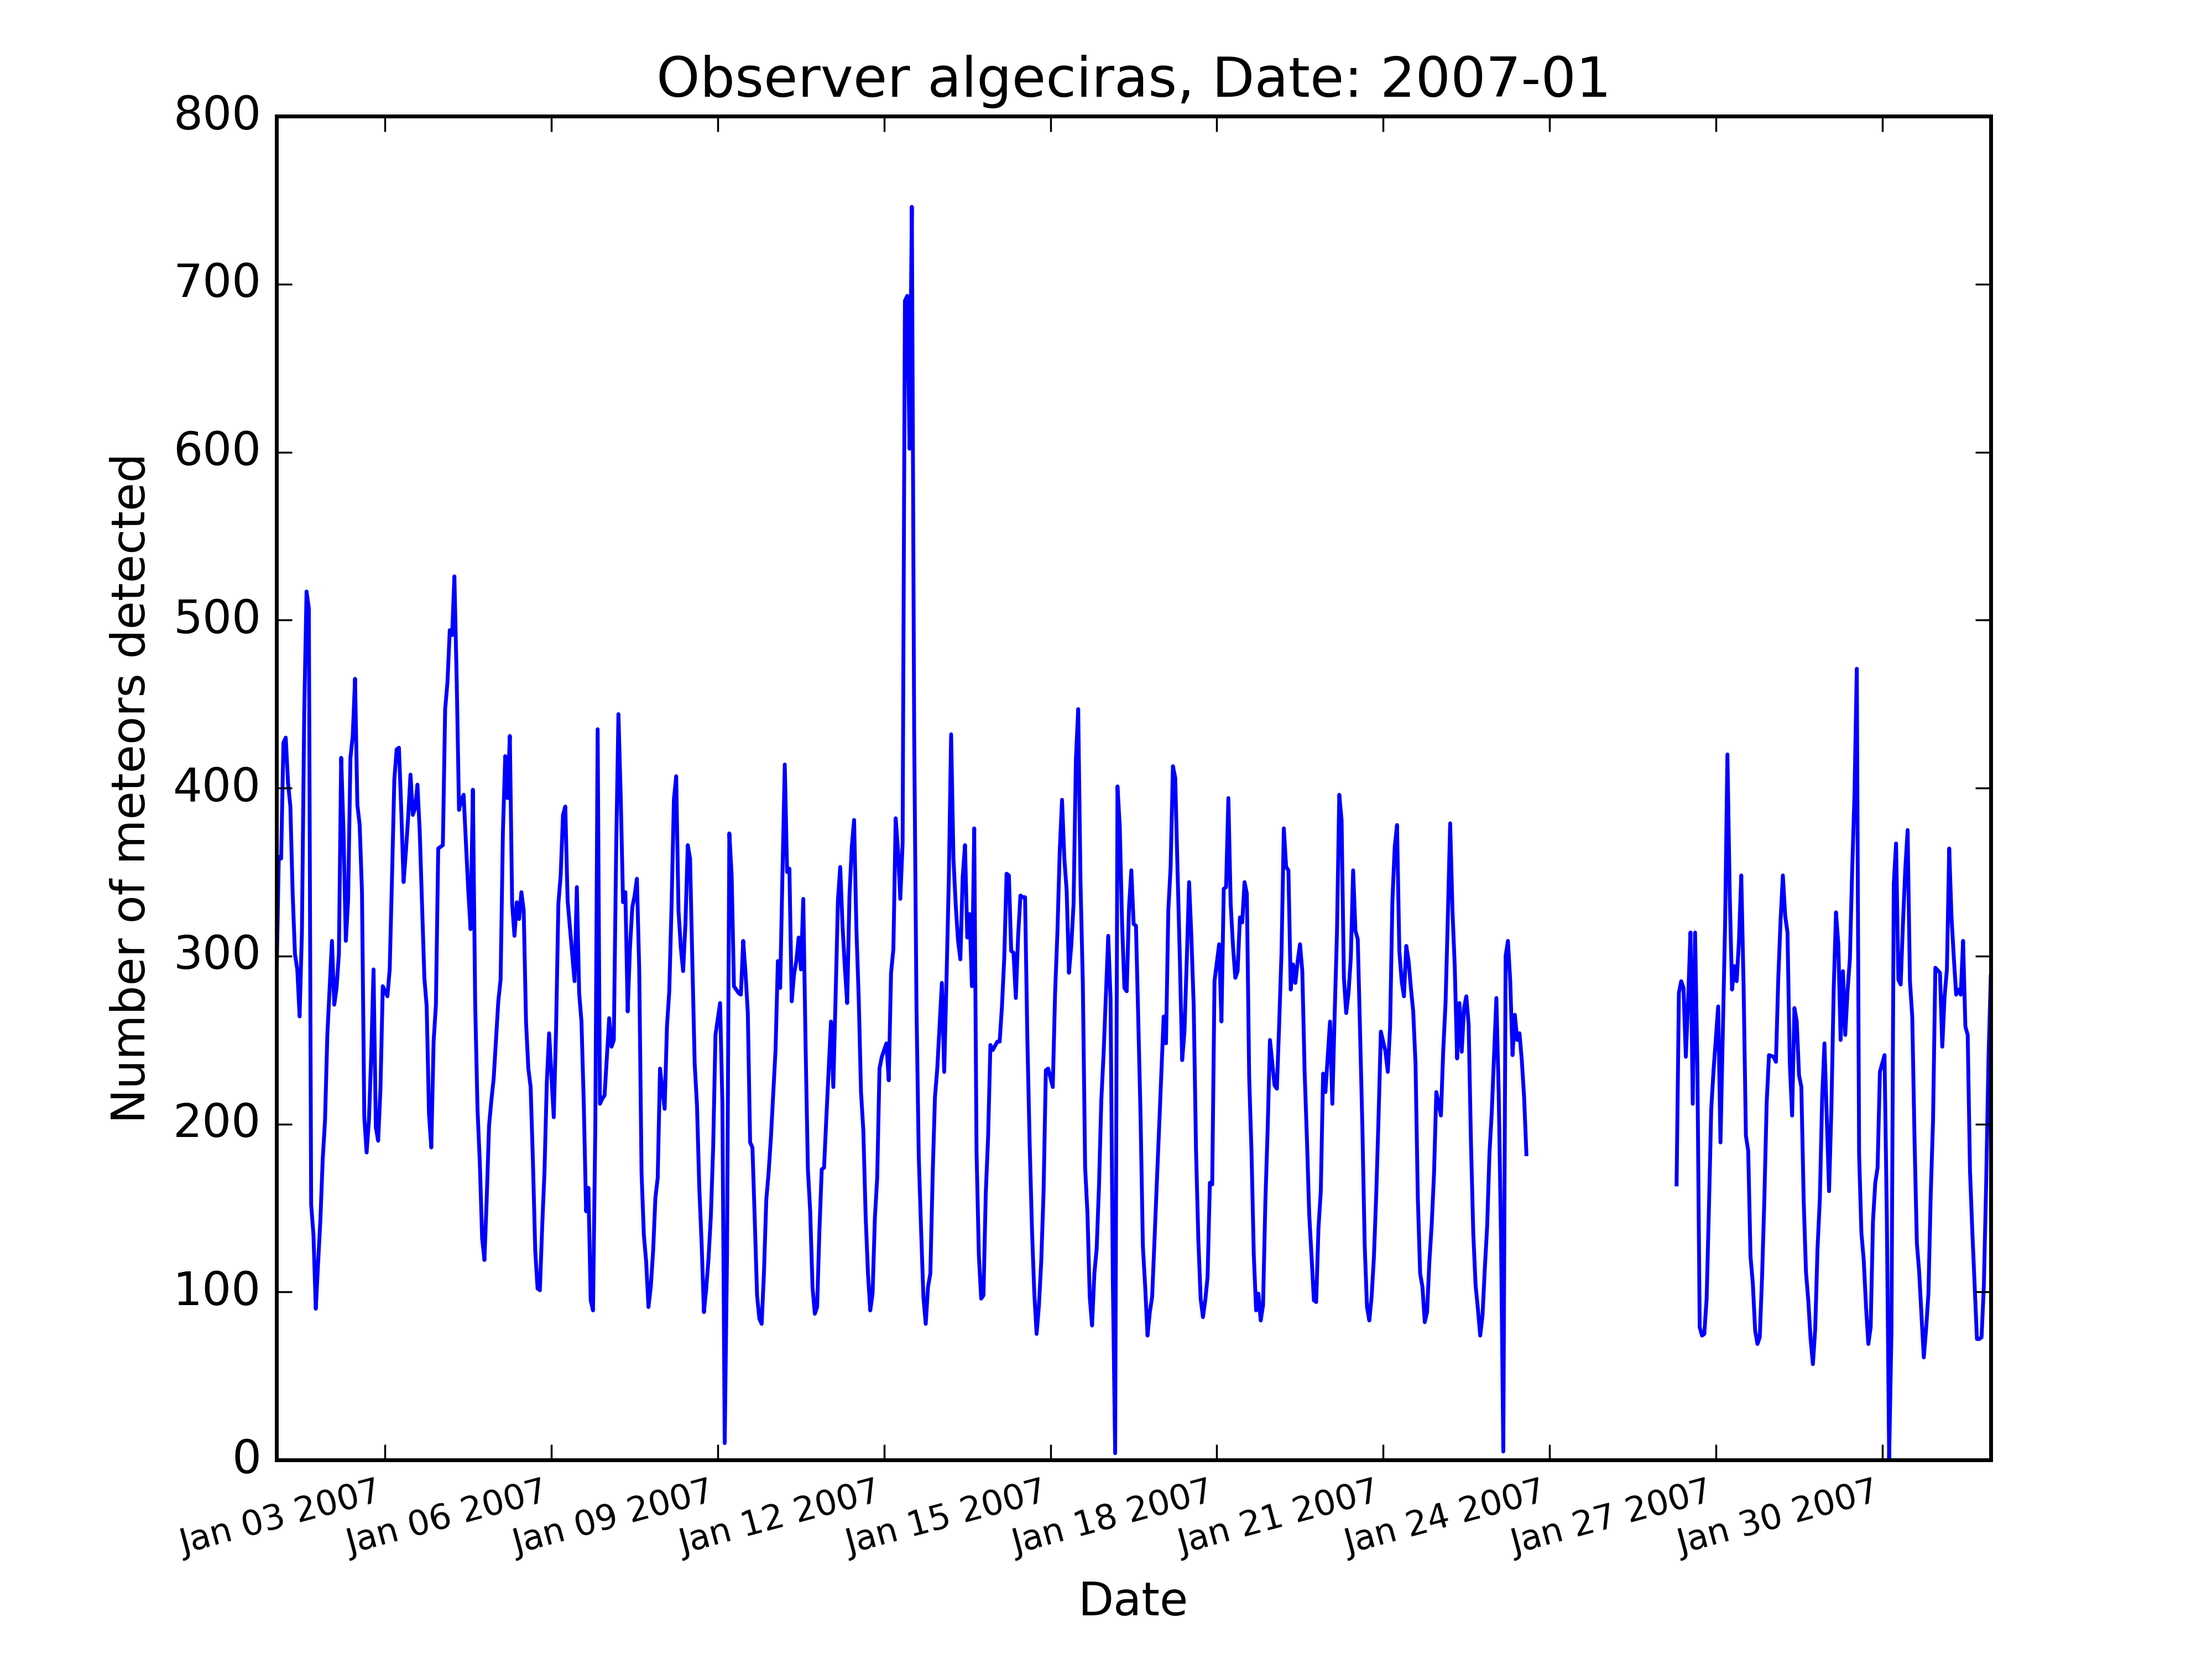 Observer algeciras, Date: 2007-01
800
700
600
500
400
300
200
100
0
Number of meteors detected
Jan 03 2007
Jan 06 2007
Jan 09 2007
Jan 12 2007
Jan 15 2007
Jan 18 2007
Jan 21 2007
Jan 24 2007
Jan 27 2007
Jan 30 2007
Date